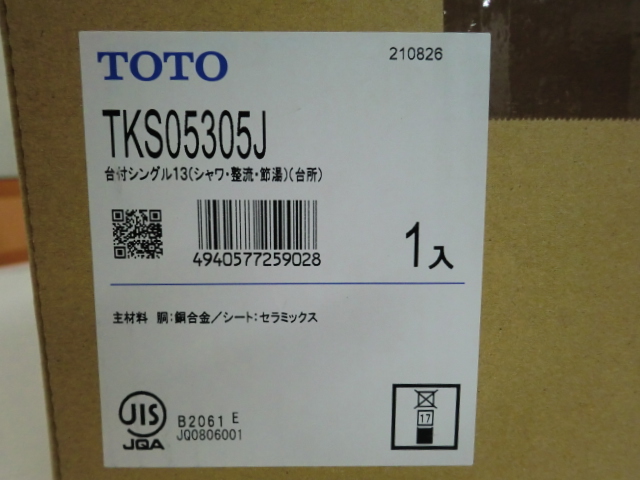 TOTO
210826
TKS05305J
台付シングル13(シャワ・整流・節湯)(台所)
4940577259028
1入
主材料 胴:銅合金/シート:セラミックス
JIS
JQA
B2061 E
JQ0806001
17